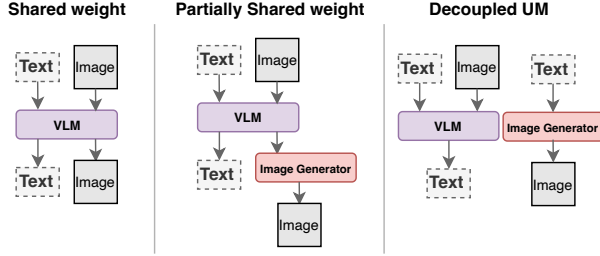 Shared weight
Text
Image
VLM
Text
Image
Partially Shared weight
Text
Image
VLM
Text
Image Generator
Image
Decoupled UM
Text
Image
Text
VLM
Image Generator
Text
Image